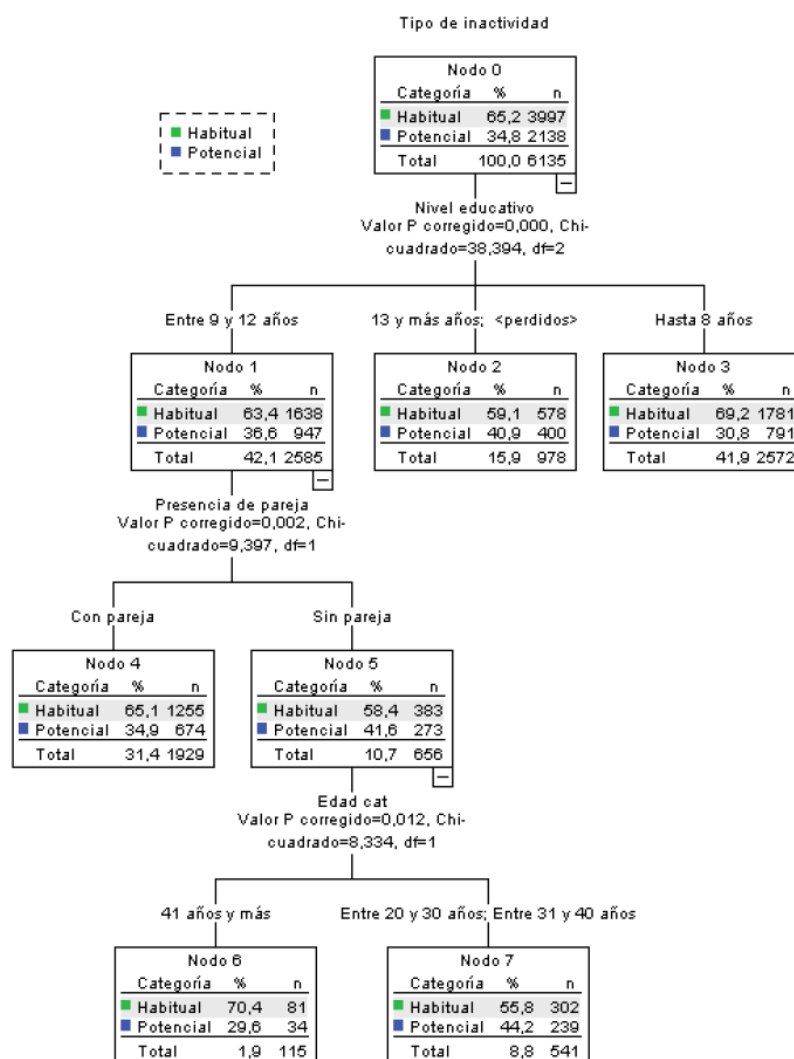 Tipo de inactividad
Habitual
Potencial
Nodo 0
Categoría % n
Habitual 65,2 3997
Potencial 34,8 2138
Total 100,0 6135
Nivel educativo
Valor P corregido=0,000, Chi-
cuadrado=38,394, df=2
Entre 9 y 12 años
13 y más años; <perdidos>
Hasta 8 años
Nodo 1
Categoría % n
Habitual 63,4 1638
Potencial 36,6 947
Total 42,1 2585
Nodo 2
Categoría % n
Habitual 59,1 578
Potencial 40,9 400
Total 15,9 978
Nodo 3
Categoría % n
Habitual 69,2 1781
Potencial 30,8 791
Total 41,9 2572
Presencia de pareja
Valor P corregido=0,002, Chi-
cuadrado=9,397, df=1
Con pareja
Sin pareja
Nodo 4
Categoría % n
Habitual 65,1 1255
Potencial 34,9 674
Total 31,4 1929
Nodo 5
Categoría % n
Habitual 58,4 383
Potencial 41,6 273
Total 10,7 656
Edad cat
Valor P corregido=0,012, Chi-
cuadrado=8,334, df=1
41 años y más
Entre 20 y 30 años; Entre 31 y 40 años
Nodo 6
Categoría % n
Habitual 70,4 81
Potencial 29,6 34
Total 1,9 115
Nodo 7
Categoría % n
Habitual 55,8 302
Potencial 44,2 239
Total 8,8 541